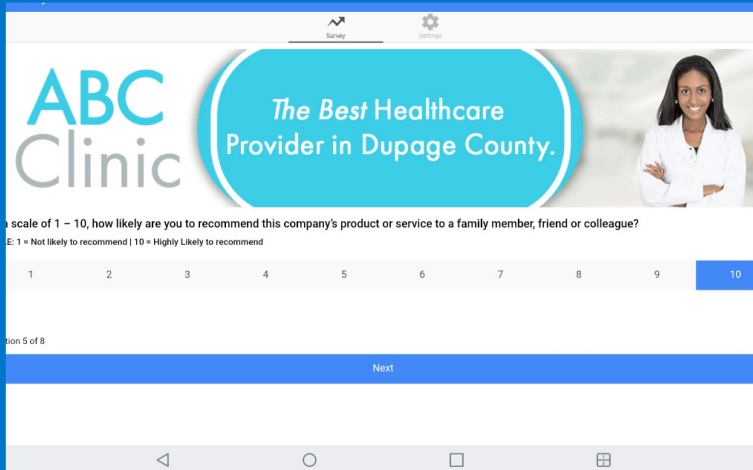 Survey
Settings
ABC
Clinic
The Best Healthcare
Provider in Dupage County.
scale of 1 – 10, how likely are you to recommend this company's product or service to a family member, friend or colleague?
E: 1 = Not likely to recommend | 10 = Highly Likely to recommend
1 2 3 4 5 6 7 8 9 10
tion 5 of 8
Next